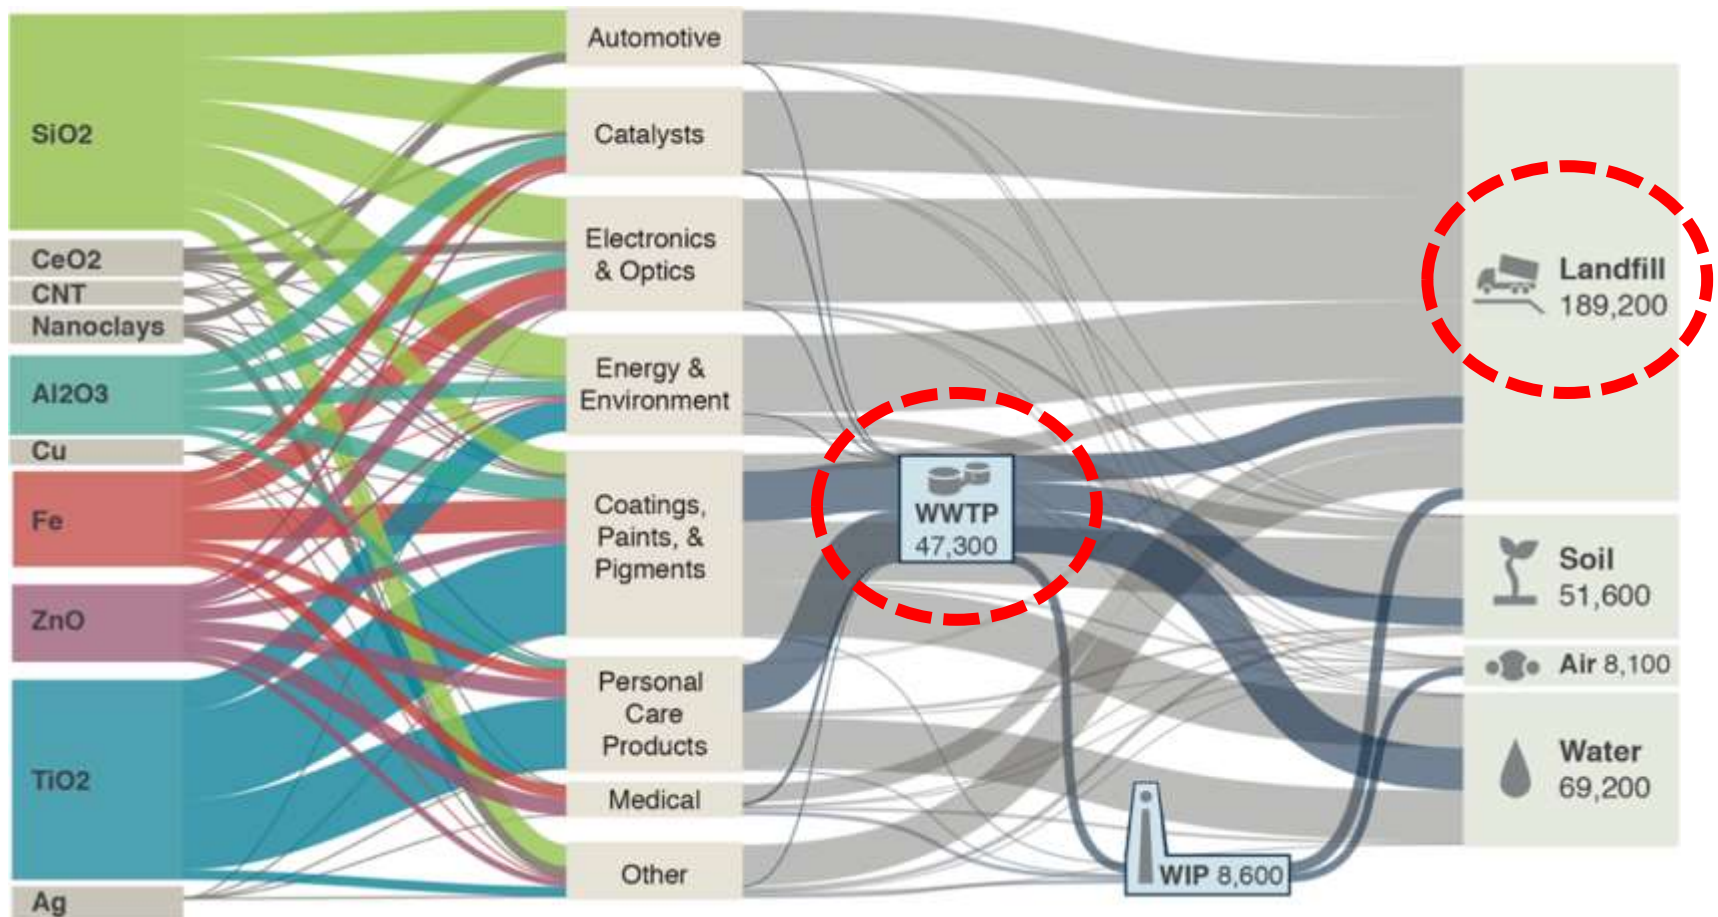 SiO2
CeO2
CNT
Nanoclays
Al2O3
Cu
Fe
ZnO
TiO2
Ag
Automotive
Catalysts
Electronics
& Optics
Energy &
Environment
Coatings,
Paints, &
Pigments
Personal
Care
Products
Medical
Other
WWTP
47,300
WIP 8,600
Landfill
189,200
Soil
51,600
Air 8,100
Water
69,200